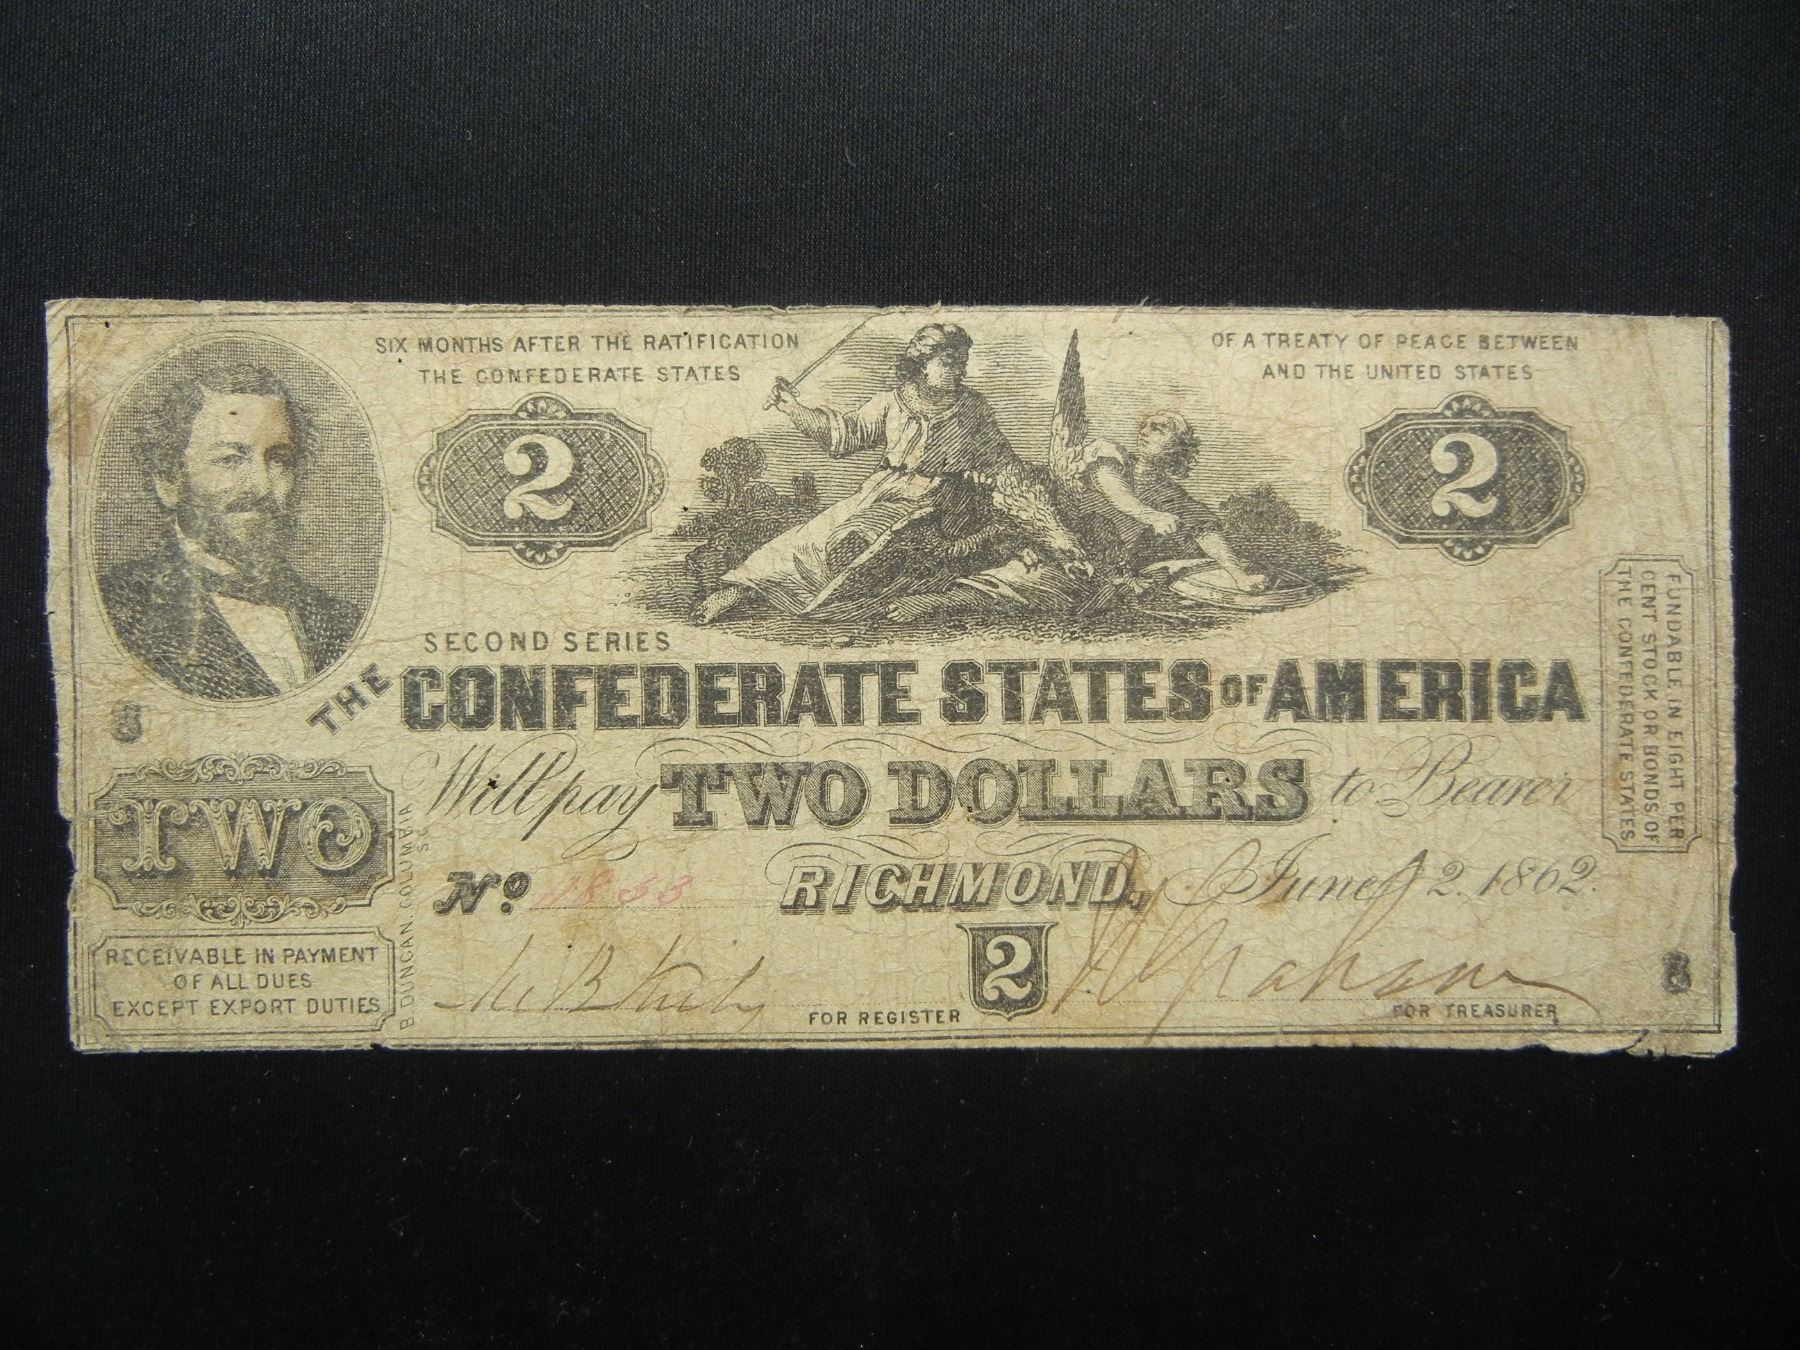 SIX MONTHS AFTER THE RATIFICATION
THE CONFEDERATE STATES
OF A TREATY OF PEACE BETWEEN
AND THE UNITED STATES
2
2
SECOND SERIES
THE CONFEDERATE STATES OF AMERICA
FUNDABLE IN EIGHT PER
CENT STOCK OR BONDS OF
THE CONFEDERATE STATES
Will pay TWO DOLLARS to Bearer
TWO
No. 33
RICHMOND, June 2. 1862.
RECEIVABLE IN PAYMENT
OF ALL DUES
EXCEPT EXPORT DUTIES
B. DUNCAN. COLUMBIA
S.C.
2
FOR REGISTER
FOR TREASURER